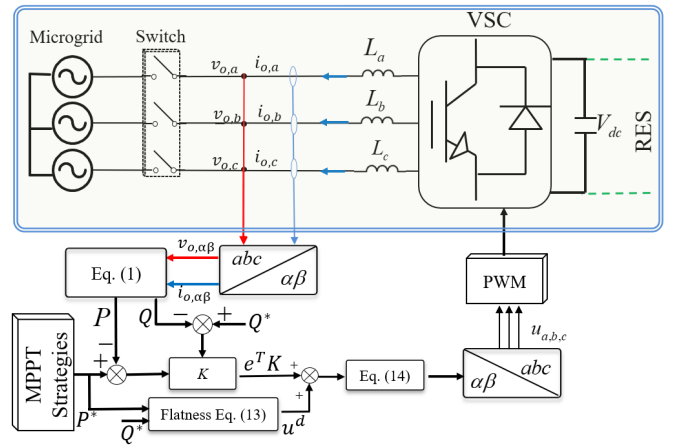 VSC
Microgrid
Switch
v_{o,a}
i_{o,a}
L_a
v_{o,b}
i_{o,b}
L_b
v_{o,c}
i_{o,c}
L_c
V_{dc}
RES
v_{o,αβ}
abc
αβ
Eq. (1)
i_{o,αβ}
PWM
P
Q
−
+
Q*
u_{a,b,c}
MPPT
Strategies
−
+
K
e^T K
+
+
Eq. (14)
αβ
abc
P*
Q*
Flatness Eq. (13)
u^d